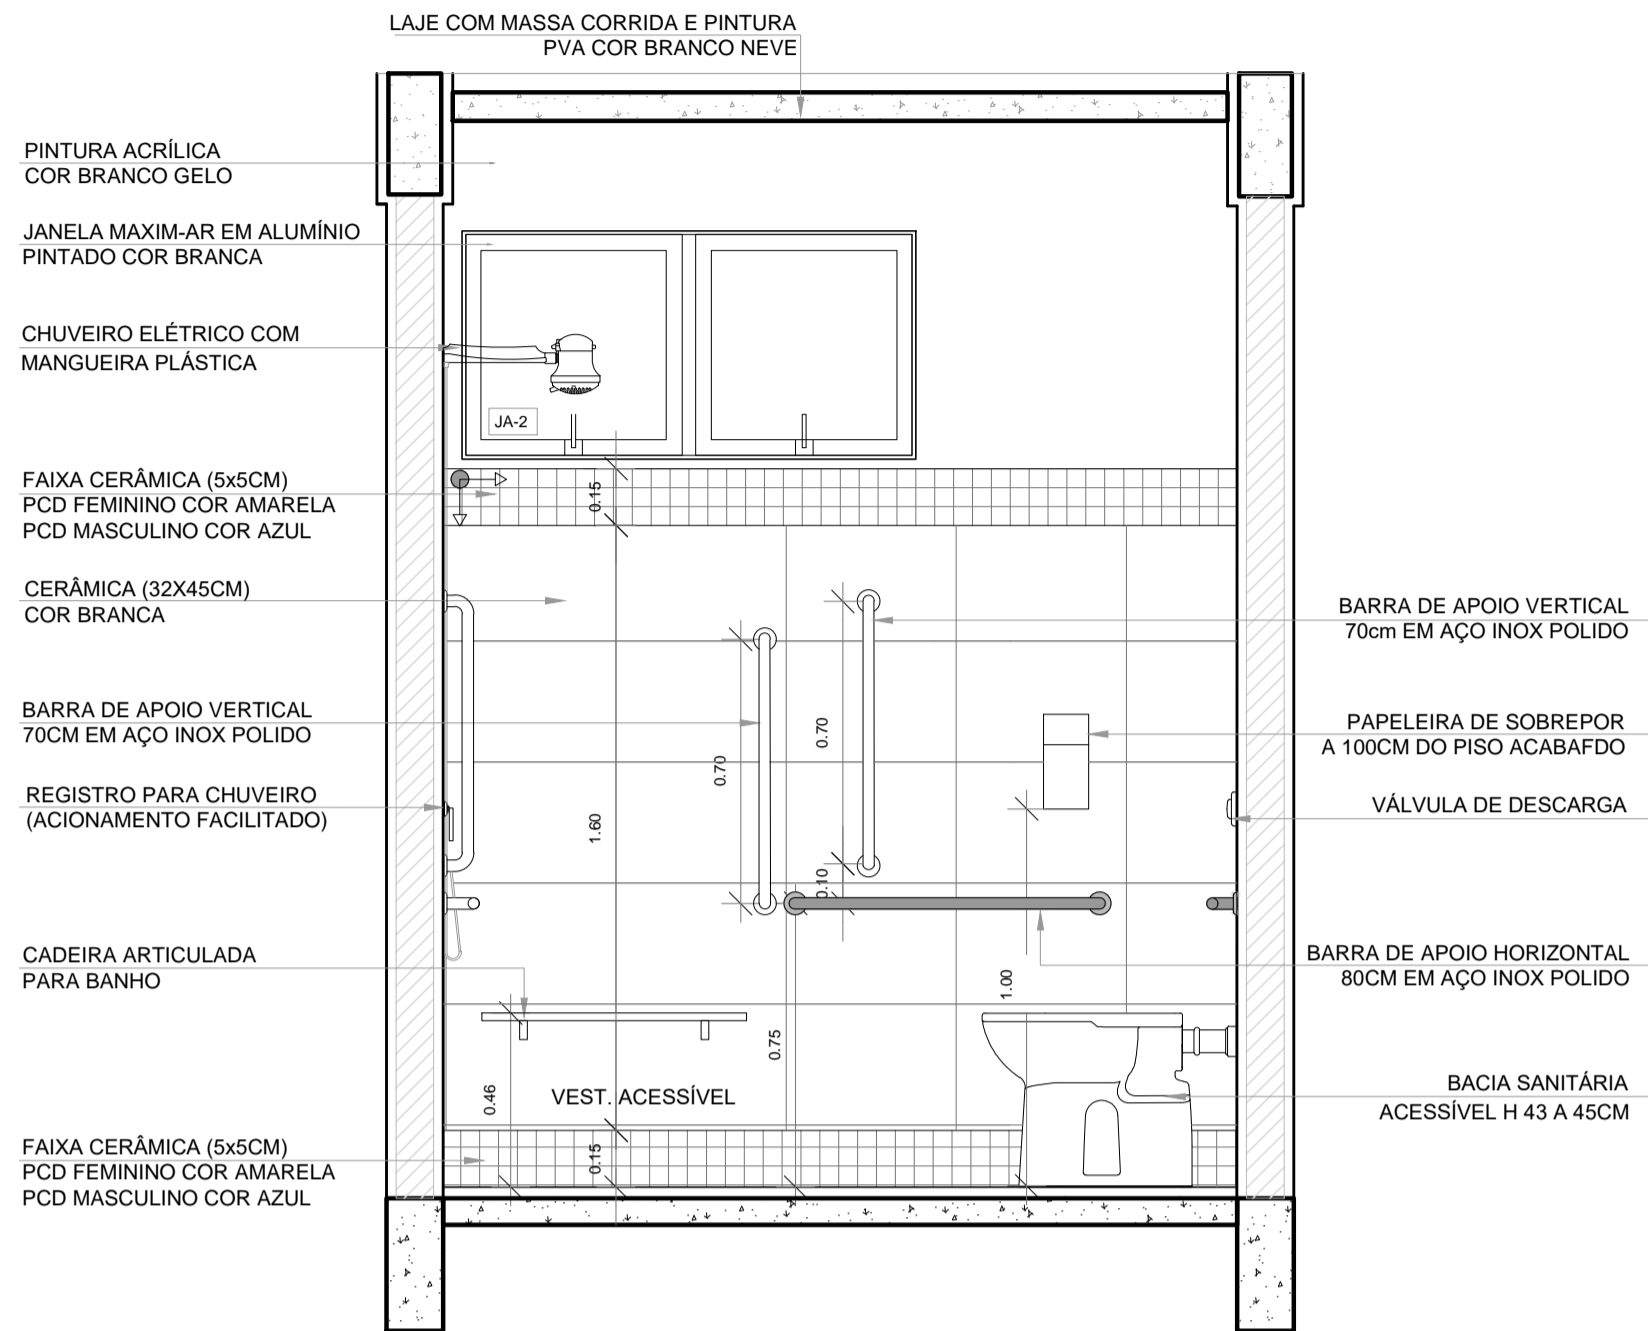 LAJE COM MASSA CORRIDA E PINTURA
PVA COR BRANCO NEVE
PINTURA ACRÍLICA
COR BRANCO GELO
JANELA MAXIM-AR EM ALUMÍNIO
PINTADO COR BRANCA
CHUVEIRO ELÉTRICO COM
MANGUEIRA PLÁSTICA
JA-2
FAIXA CERÂMICA (5x5CM)
PCD FEMININO COR AMARELA
PCD MASCULINO COR AZUL
0.15
CERÂMICA (32X45CM)
COR BRANCA
BARRA DE APOIO VERTICAL
70cm EM AÇO INOX POLIDO
BARRA DE APOIO VERTICAL
70CM EM AÇO INOX POLIDO
0.70
0.70
PAPELEIRA DE SOBREPOR
A 100CM DO PISO ACABAFDO
REGISTRO PARA CHUVEIRO
(ACIONAMENTO FACILITADO)
1.60
VÁLVULA DE DESCARGA
0.10
CADEIRA ARTICULADA
PARA BANHO
BARRA DE APOIO HORIZONTAL
80CM EM AÇO INOX POLIDO
1.00
0.75
0.46
VEST. ACESSÍVEL
BACIA SANITÁRIA
ACESSÍVEL H 43 A 45CM
FAIXA CERÂMICA (5x5CM)
PCD FEMININO COR AMARELA
PCD MASCULINO COR AZUL
0.15